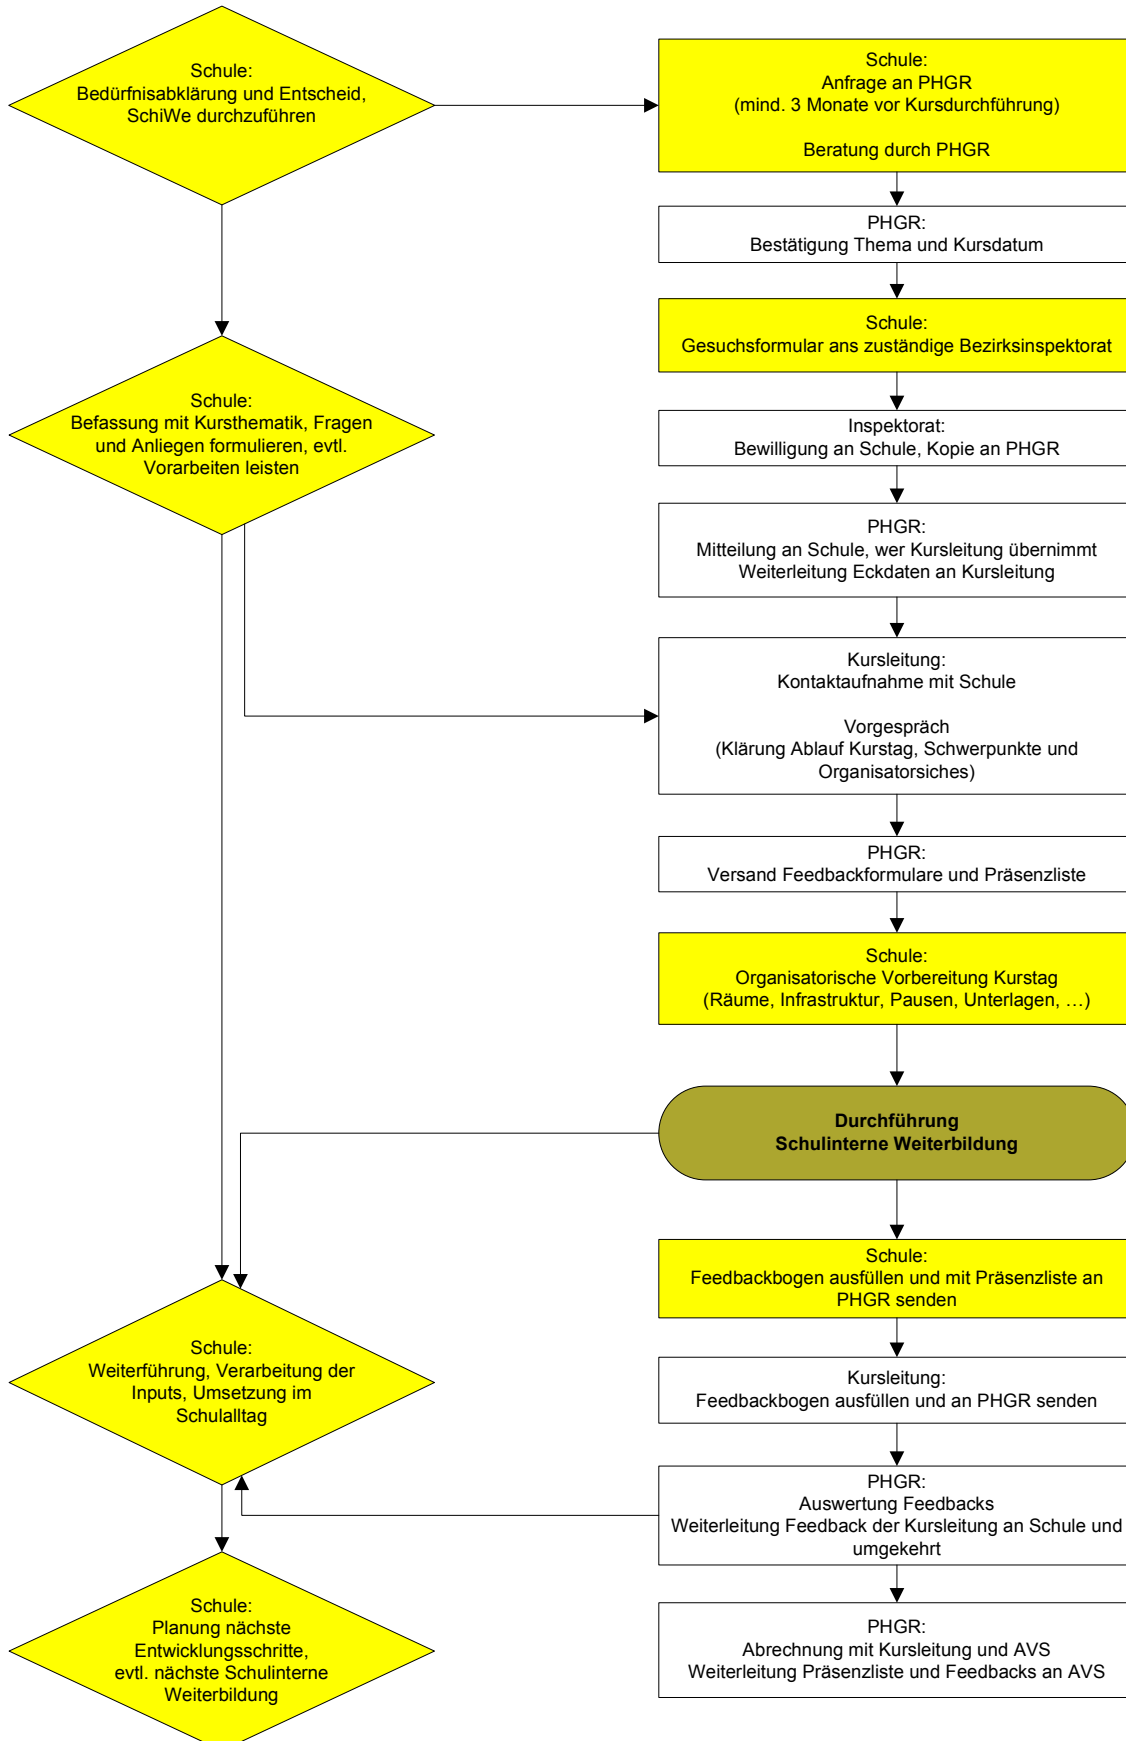 Schule:
Bedürfnisabklärung und Entscheid,
SchiWe durchzuführen
Schule:
Anfrage an PHGR
(mind. 3 Monate vor Kursdurchführung)
Beratung durch PHGR
PHGR:
Bestätigung Thema und Kursdatum
Schule:
Gesuchsformular ans zuständige Bezirksinspektorat
Schule:
Befassung mit Kursthematik, Fragen
und Anliegen formulieren, evtl.
Vorarbeiten leisten
Inspektorat:
Bewilligung an Schule, Kopie an PHGR
PHGR:
Mitteilung an Schule, wer Kursleitung übernimmt
Weiterleitung Eckdaten an Kursleitung
Kursleitung:
Kontaktaufnahme mit Schule
Vorgespräch
(Klärung Ablauf Kurstag, Schwerpunkte und
Organisatorsiches)
PHGR:
Versand Feedbackformulare und Präsenzliste
Schule:
Organisatorische Vorbereitung Kurstag
(Räume, Infrastruktur, Pausen, Unterlagen, …)
Durchführung
Schulinterne Weiterbildung
Schule:
Feedbackbogen ausfüllen und mit Präsenzliste an
PHGR senden
Schule:
Weiterführung, Verarbeitung der
Inputs, Umsetzung im
Schulalltag
Kursleitung:
Feedbackbogen ausfüllen und an PHGR senden
PHGR:
Auswertung Feedbacks
Weiterleitung Feedback der Kursleitung an Schule und
umgekehrt
Schule:
Planung nächste
Entwicklungsschritte,
evtl. nächste Schulinterne
Weiterbildung
PHGR:
Abrechnung mit Kursleitung und AVS
Weiterleitung Präsenzliste und Feedbacks an AVS